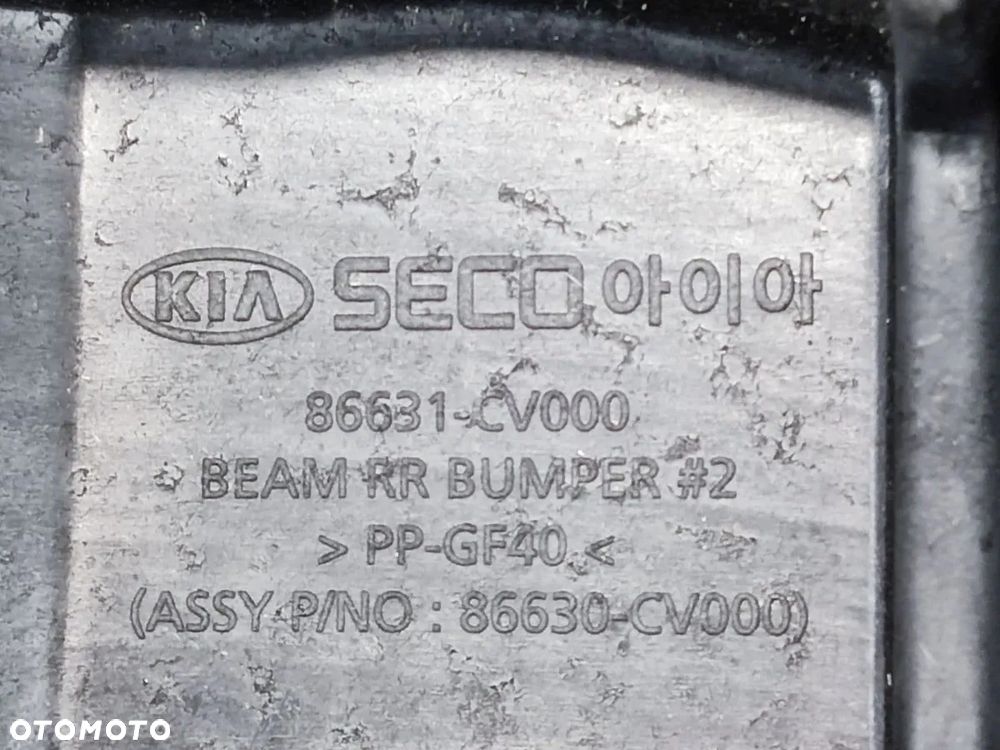 KIA SECO아이아
86631-CV000
BEAM RR BUMPER #2
> PP-GF40 <
(ASSY P/NO : 86630-CV000)
OTOMOTO